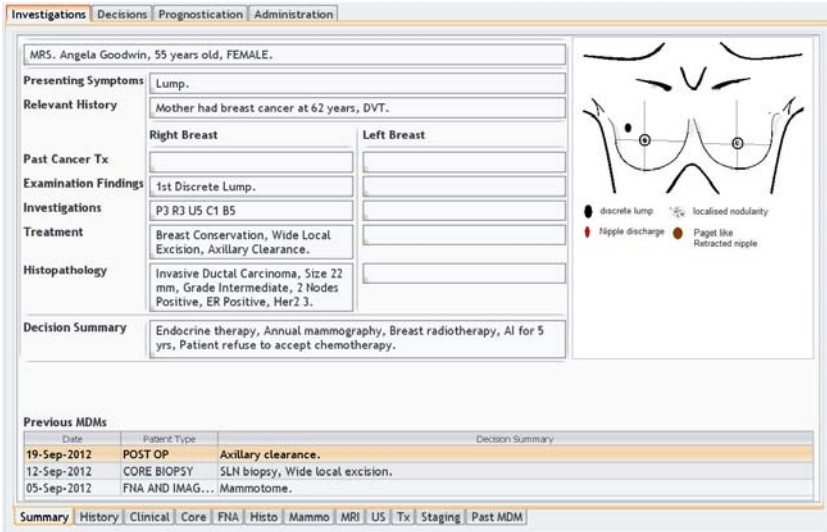 Investigations Decisions Prognostication Administration
MRS. Angela Goodwin, 55 years old, FEMALE.
Presenting Symptoms Lump.
Relevant History Mother had breast cancer at 62 years, DVT.
Right Breast Left Breast
Past Cancer Tx
Examination Findings 1st Discrete Lump.
Investigations P3 R3 U5 C1 B5
Treatment Breast Conservation, Wide Local
Excision, Axillary Clearance.
Histopathology Invasive Ductal Carcinoma, Size 22
mm, Grade Intermediate, 2 Nodes
Positive, ER Positive, Her2 3.
Decision Summary Endocrine therapy, Annual mammography, Breast radiotherapy, AI for 5
yrs, Patient refuse to accept chemotherapy.
discrete lump localised nodularity
Nipple discharge Paget like
Retracted nipple
Previous MDMs
Date Patient Type Decision Summary
19-Sep-2012 POST OP Axillary clearance.
12-Sep-2012 CORE BIOPSY SLN biopsy, Wide local excision.
05-Sep-2012 FNA AND IMAG... Mammotome.
Summary History Clinical Core FNA Histo Mammo MRI US Tx Staging Past MDM